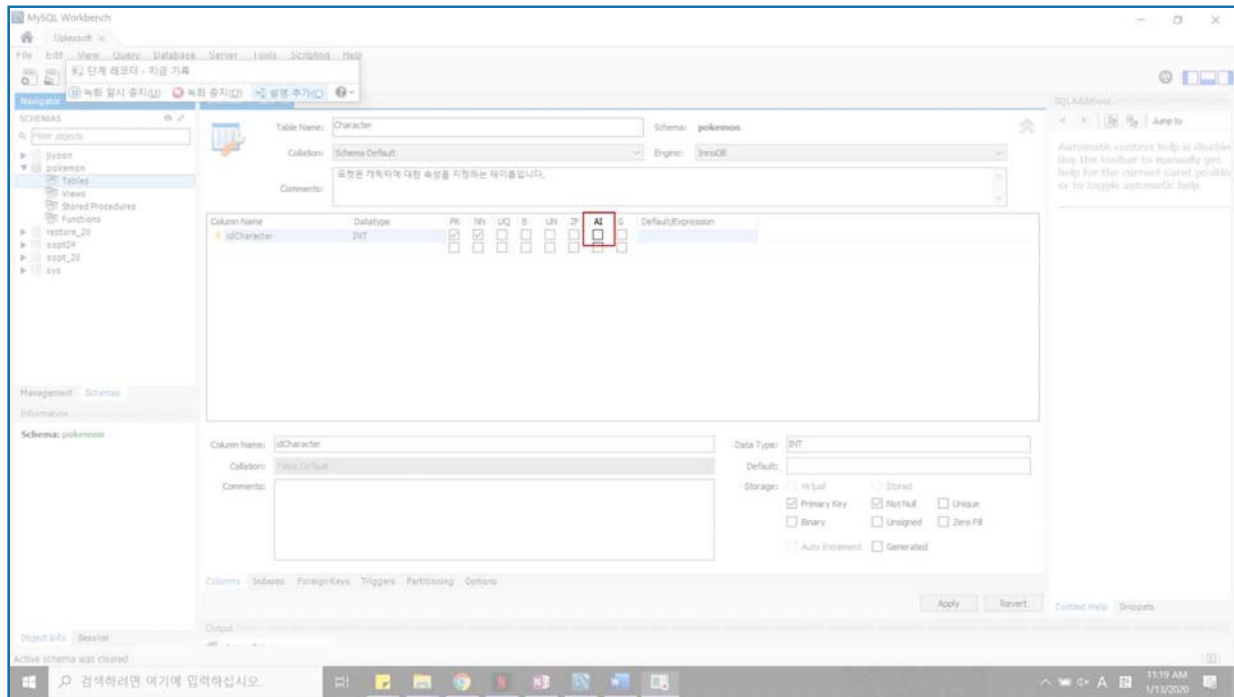 MySQL Workbench
Uplexsoft
File Edit View Query Database Server Tools Scripting Help
단계 레코더 - 지금 기록
녹화 일시 중지(U) 녹화 중지(O) 설명 추가(C)
Navigator
SQLAdditions
SCHEMAS
Filter objects
pokemon
Tables
Views
Stored Procedures
Functions
restore_20
sopt24
sopt_20
sys
Table Name: Character Schema: pokemon
Collation: Schema Default Engine: InnoDB
Comments: 포켓몬 캐릭터에 대한 속성을 지정하는 테이블입니다.
Column Name Datatype PK NN UQ B UN ZF AI G Default/Expression
idCharacter INT
Jump to
Automatic context help is disable
Use the toolbar to manually get
help for the current caret positio
or to toggle automatic help.
Management Schemas
Information
Schema: pokemon
Column Name: idCharacter Data Type: INT
Collation: Table Default Default:
Comments: Storage: Virtual Stored
Primary Key Not Null Unique
Binary Unsigned Zero Fill
Auto Increment Generated
Columns Indexes Foreign Keys Triggers Partitioning Options
Apply Revert
Context Help Snippets
Output
Object Info Session
Active schema was cleared
검색하려면 여기에 입력하십시오.
A
11:19 AM
1/13/2020